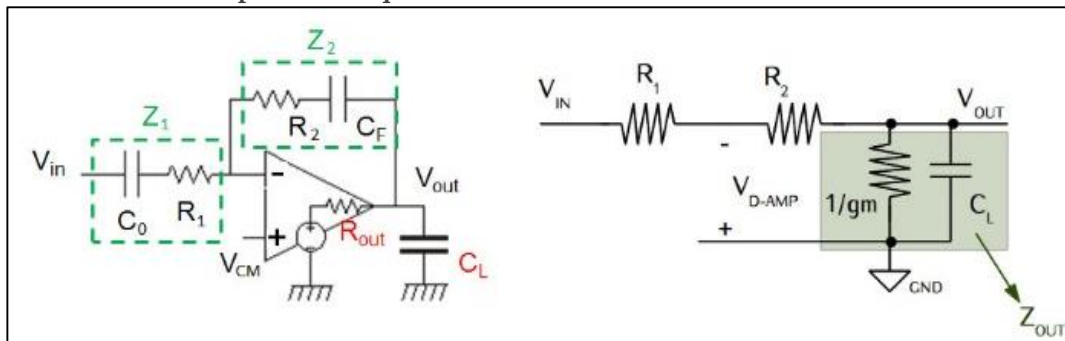 Z2
Z1
R2
CF
Vin
C0
R1
-
+
VCM
Rout
Vout
CL
VIN
R1
R2
VOUT
-
VD-AMP
1/gm
CL
+
GND
ZOUT